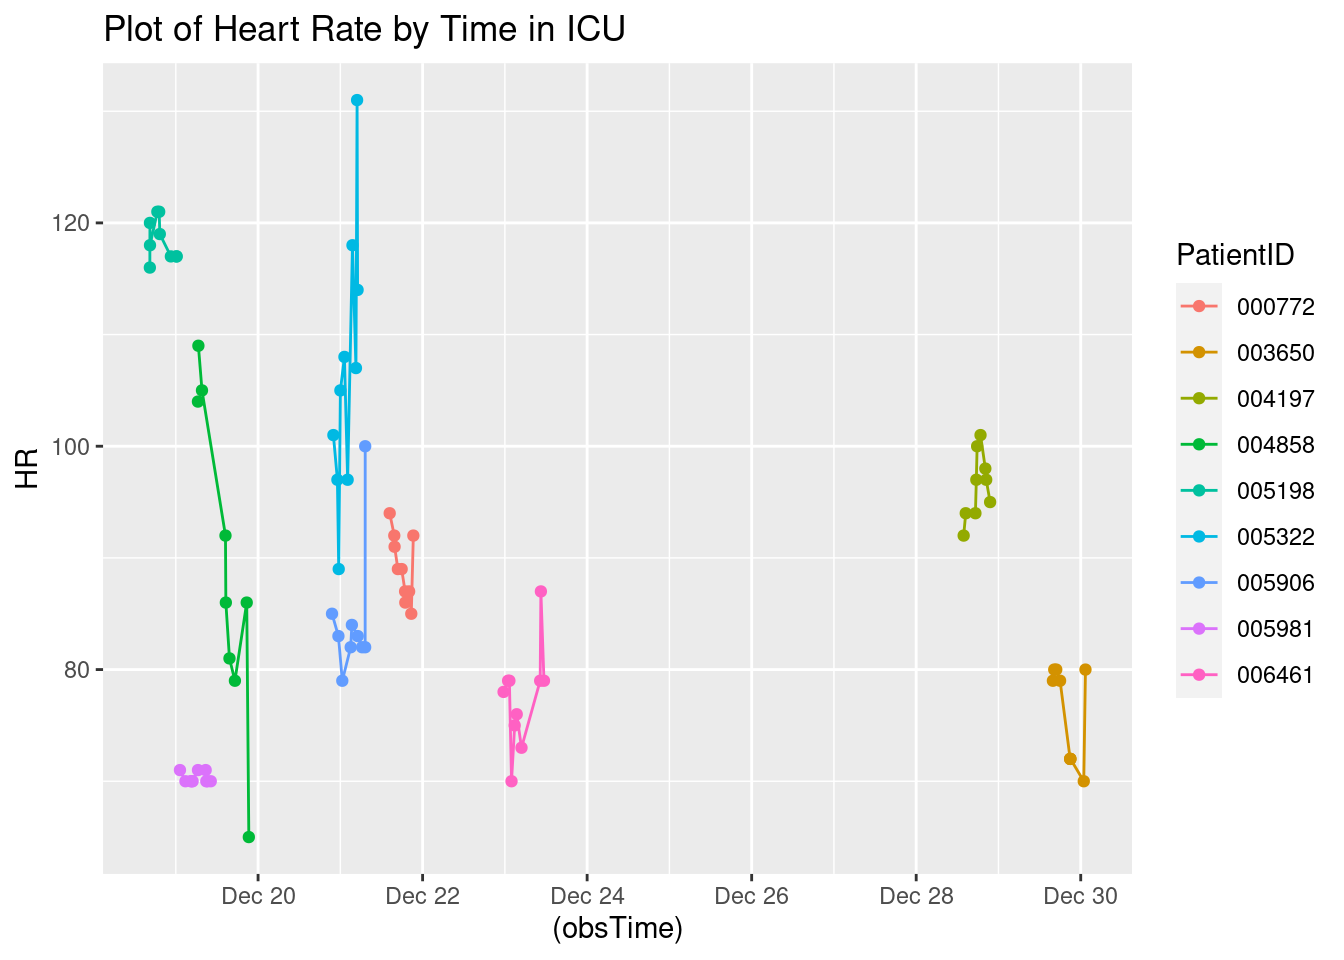 Plot of Heart Rate by Time in ICU
HR
120
100
80
Dec 20
Dec 22
Dec 24
Dec 26
Dec 28
Dec 30
(obsTime)
PatientID
000772
003650
004197
004858
005198
005322
005906
005981
006461